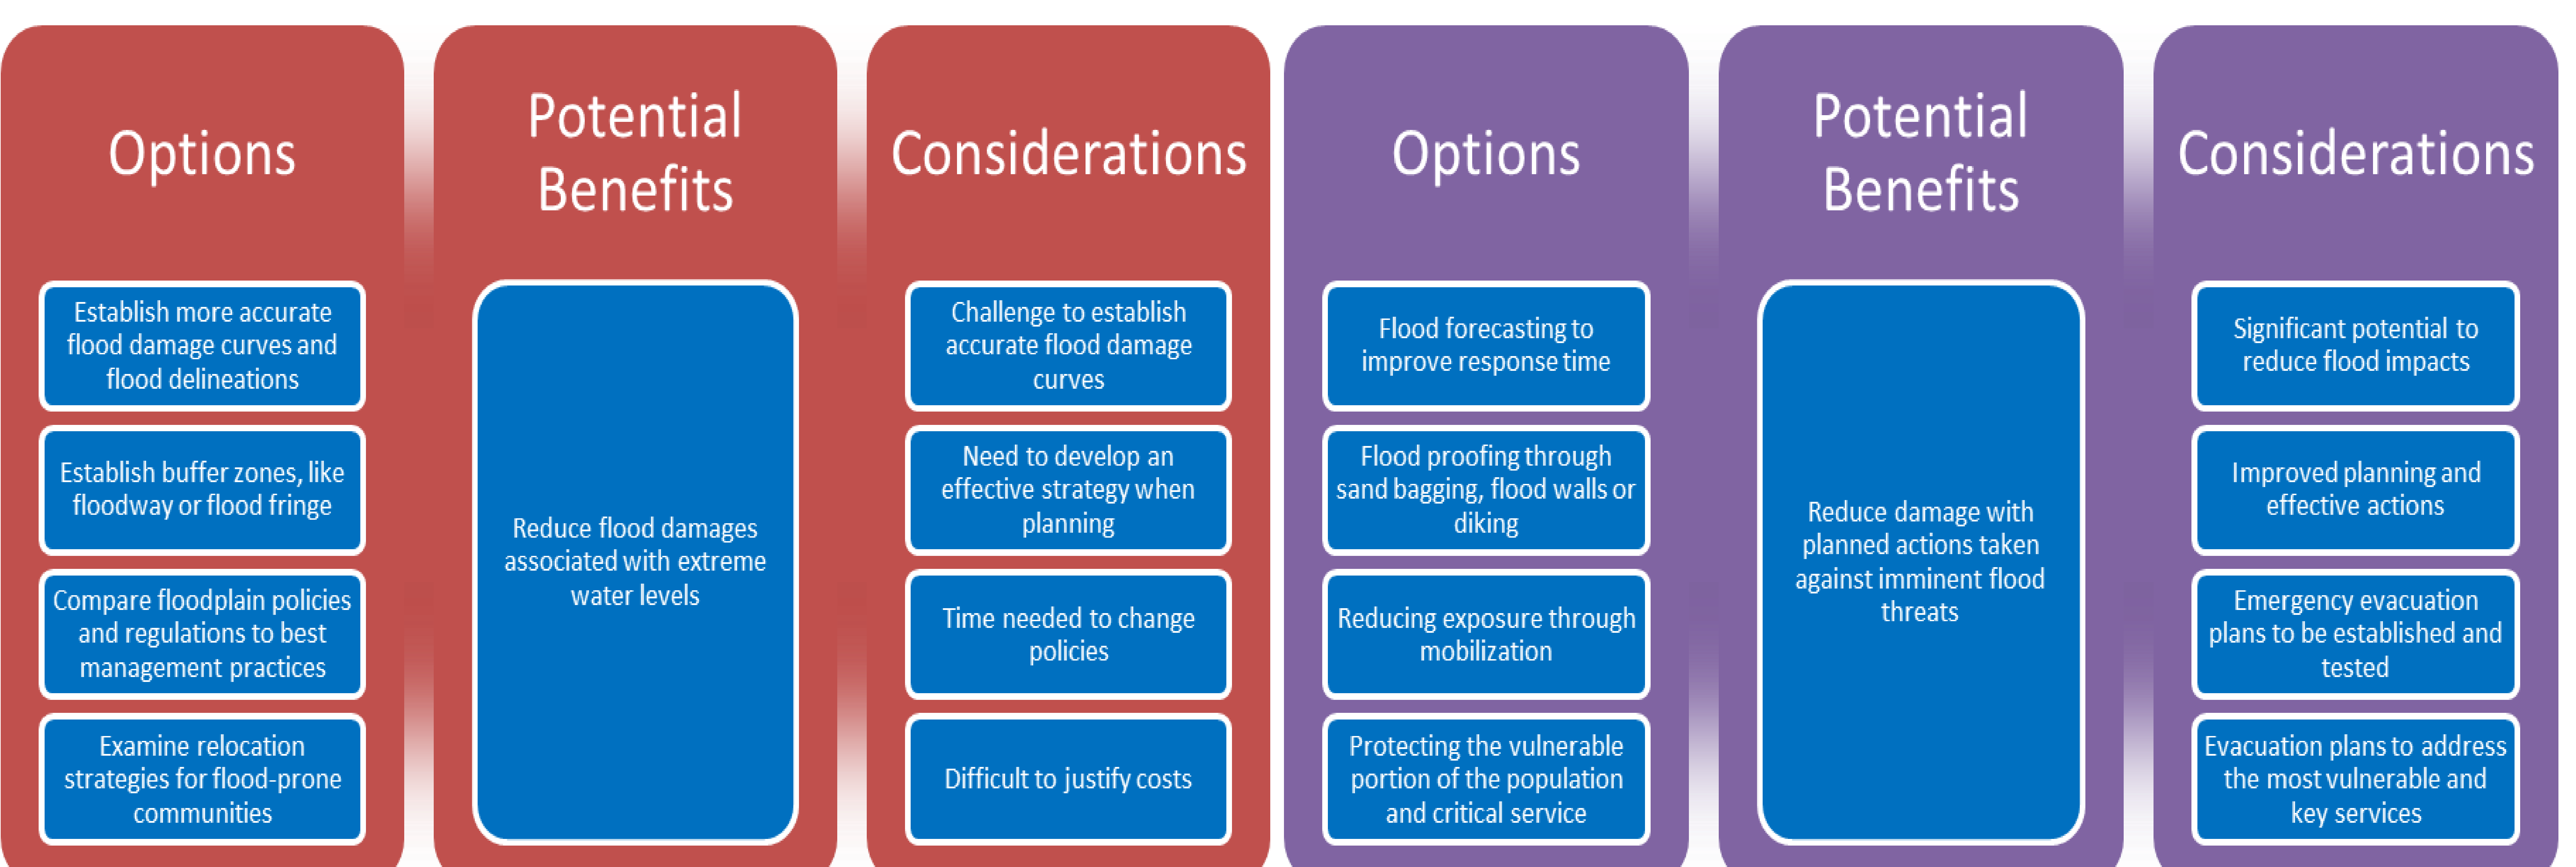 Options
Establish more accurate
flood damage curves and
flood delineations
Establish buffer zones, like
floodway or flood fringe
Compare floodplain policies
and regulations to best
management practices
Examine relocation
strategies for flood-prone
communities
Potential
Benefits
Reduce flood damages
associated with extreme
water levels
Considerations
Challenge to establish
accurate flood damage
curves
Need to develop an
effective strategy when
planning
Time needed to change
policies
Difficult to justify costs
Options
Flood forecasting to
improve response time
Flood proofing through
sand bagging, flood walls or
diking
Reducing exposure through
mobilization
Protecting the vulnerable
portion of the population
and critical service
Potential
Benefits
Reduce damage with
planned actions taken
against imminent flood
threats
Considerations
Significant potential to
reduce flood impacts
Improved planning and
effective actions
Emergency evacuation
plans to be established and
tested
Evacuation plans to address
the most vulnerable and
key services